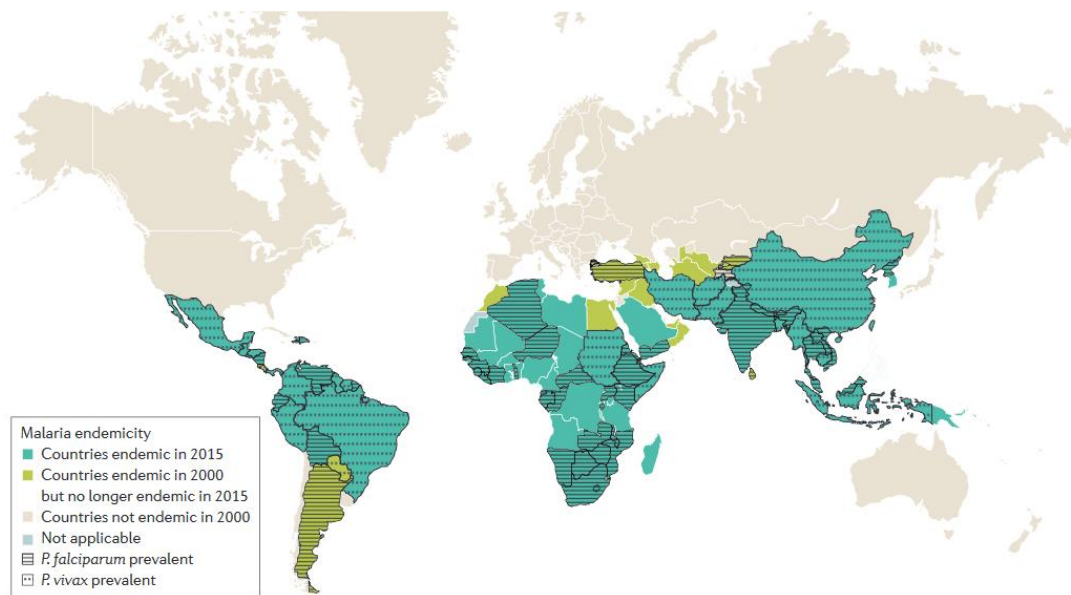 Malaria endemicity
Countries endemic in 2015
Countries endemic in 2000
but no longer endemic in 2015
Countries not endemic in 2000
Not applicable
P. falciparum prevalent
P. vivax prevalent